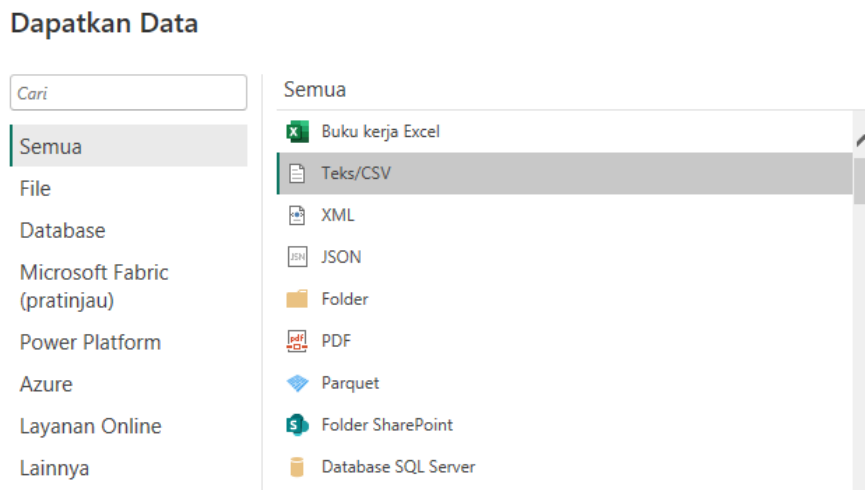 Dapatkan Data
Cari
Semua
File
Database
Microsoft Fabric
(pratinjau)
Power Platform
Azure
Layanan Online
Lainnya
Semua
Buku kerja Excel
Teks/CSV
XML
JSON
Folder
PDF
Parquet
Folder SharePoint
Database SQL Server